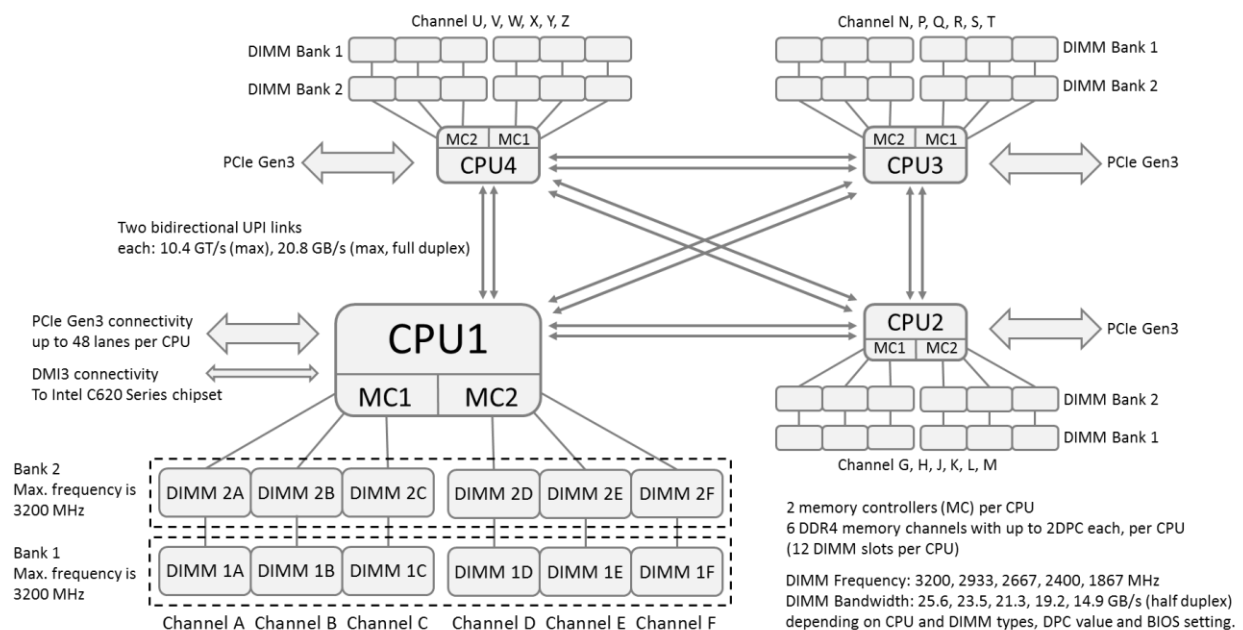 Channel U, V, W, X, Y, Z
DIMM Bank 1
DIMM Bank 2
MC2 MC1
CPU4
PCIe Gen3
Channel N, P, Q, R, S, T
DIMM Bank 1
DIMM Bank 2
MC2 MC1
CPU3
PCIe Gen3
Two bidirectional UPI links
each: 10.4 GT/s (max), 20.8 GB/s (max, full duplex)
PCIe Gen3 connectivity
up to 48 lanes per CPU
DMI3 connectivity
To Intel C620 Series chipset
CPU1
MC1 MC2
CPU2
MC1 MC2
PCIe Gen3
DIMM Bank 2
DIMM Bank 1
Channel G, H, J, K, L, M
Bank 2
Max. frequency is
3200 MHz
DIMM 2A DIMM 2B DIMM 2C DIMM 2D DIMM 2E DIMM 2F
Bank 1
Max. frequency is
3200 MHz
DIMM 1A DIMM 1B DIMM 1C DIMM 1D DIMM 1E DIMM 1F
Channel A Channel B Channel C Channel D Channel E Channel F
2 memory controllers (MC) per CPU
6 DDR4 memory channels with up to 2DPC each, per CPU
(12 DIMM slots per CPU)
DIMM Frequency: 3200, 2933, 2667, 2400, 1867 MHz
DIMM Bandwidth: 25.6, 23.5, 21.3, 19.2, 14.9 GB/s (half duplex)
depending on CPU and DIMM types, DPC value and BIOS setting.